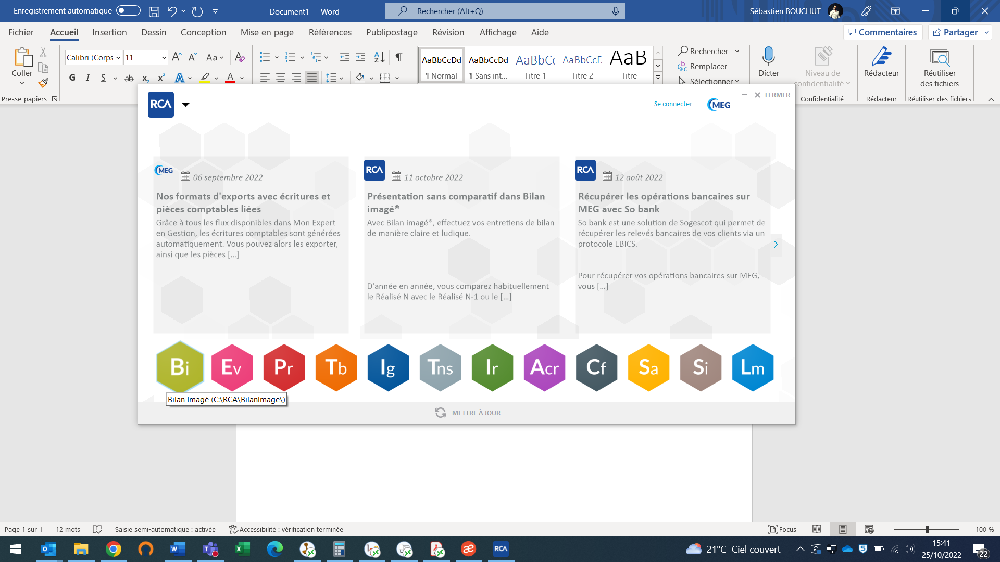 Enregistrement automatique
Document1 - Word
Rechercher (Alt+Q)
Sébastien BOUCHUT
Fichier Accueil Insertion Dessin Conception Mise en page Références Publipostage Révision Affichage Aide
Commentaires
Partager
Coller
Presse-papiers
Calibri (Corps
11
Aa
G I S ab x₂ x² A A
AaBbCcDd
¶ Normal
AaBbCcDd
¶ Sans int...
AaBbCc
Titre 1
AaBbCcD
Titre 2
AaB
Titre
Rechercher
Remplacer
Sélectionner
Dicter
Niveau de
confidentialité
Confidentialité
Rédacteur
Rédacteur
Réutiliser
des fichiers
Réutiliser des fichiers
RCA
Se connecter
MEG
FERMER
MEG
06 septembre 2022
Nos formats d'exports avec écritures et
pièces comptables liées
Grâce à tous les flux disponibles dans Mon Expert
en Gestion, les écritures comptables sont générées
automatiquement. Vous pouvez alors les exporter,
ainsi que les pièces [...]
RCA
11 octobre 2022
Présentation sans comparatif dans Bilan
imagé®
Avec Bilan imagé®, effectuez vos entretiens de bilan
de manière claire et ludique.
D'année en année, vous comparez habituellement
le Réalisé N avec le Réalisé N-1 ou le [...]
RCA
12 août 2022
Récupérer les opérations bancaires sur
MEG avec So bank
So bank est une solution de Sogescot qui permet de
récupérer les relevés bancaires de vos clients via un
protocole EBICS.
Pour récupérer vos opérations bancaires sur MEG,
vous [...]
Bi Ev Pr Tb Ig Tns Ir Acr Cf Sa Si Lm
Bilan Imagé (C:\RCA\BilanImage\)
METTRE À JOUR
Page 1 sur 1
12 mots
Saisie semi-automatique : activée
Accessibilité : vérification terminée
Focus
100 %
RCA
21°C Ciel couvert
15:41
25/10/2022
22